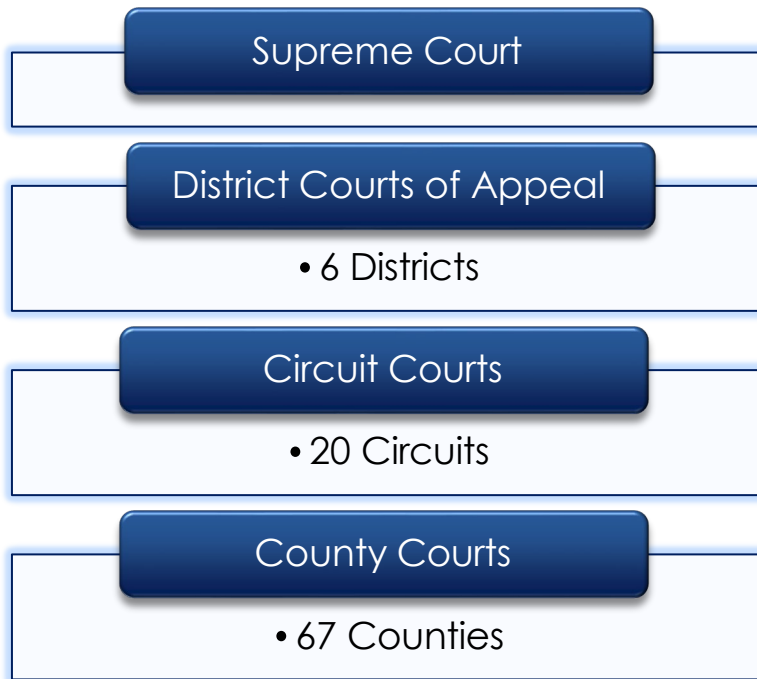 Supreme Court
District Courts of Appeal
• 6 Districts
Circuit Courts
• 20 Circuits
County Courts
• 67 Counties